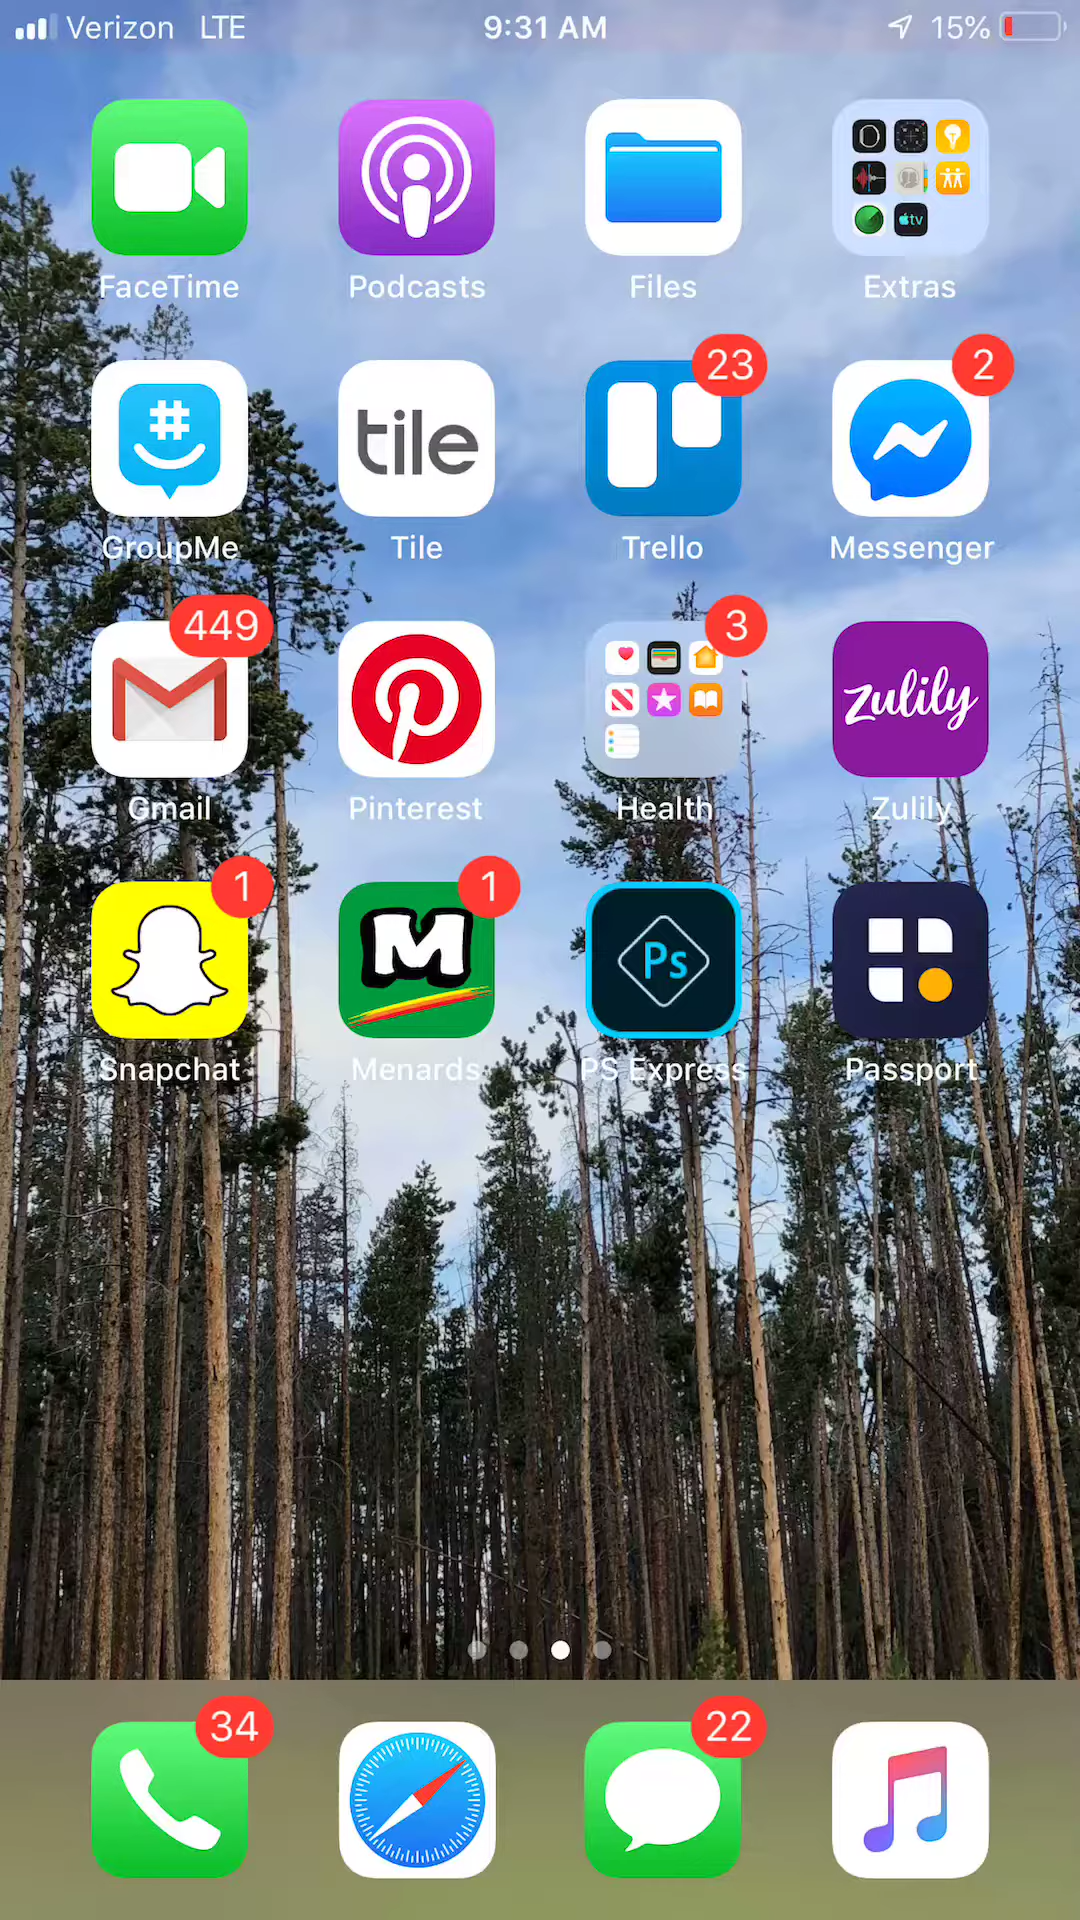 Verizon LTE 9:31 AM 15%
FaceTime Podcasts Files Extras
tv
23 2
# tile
GroupMe Tile Trello Messenger
449 3
zulily
Gmail Pinterest Health Zulily
1 1
M Ps
Snapchat Menards PS Express Passport
34 22